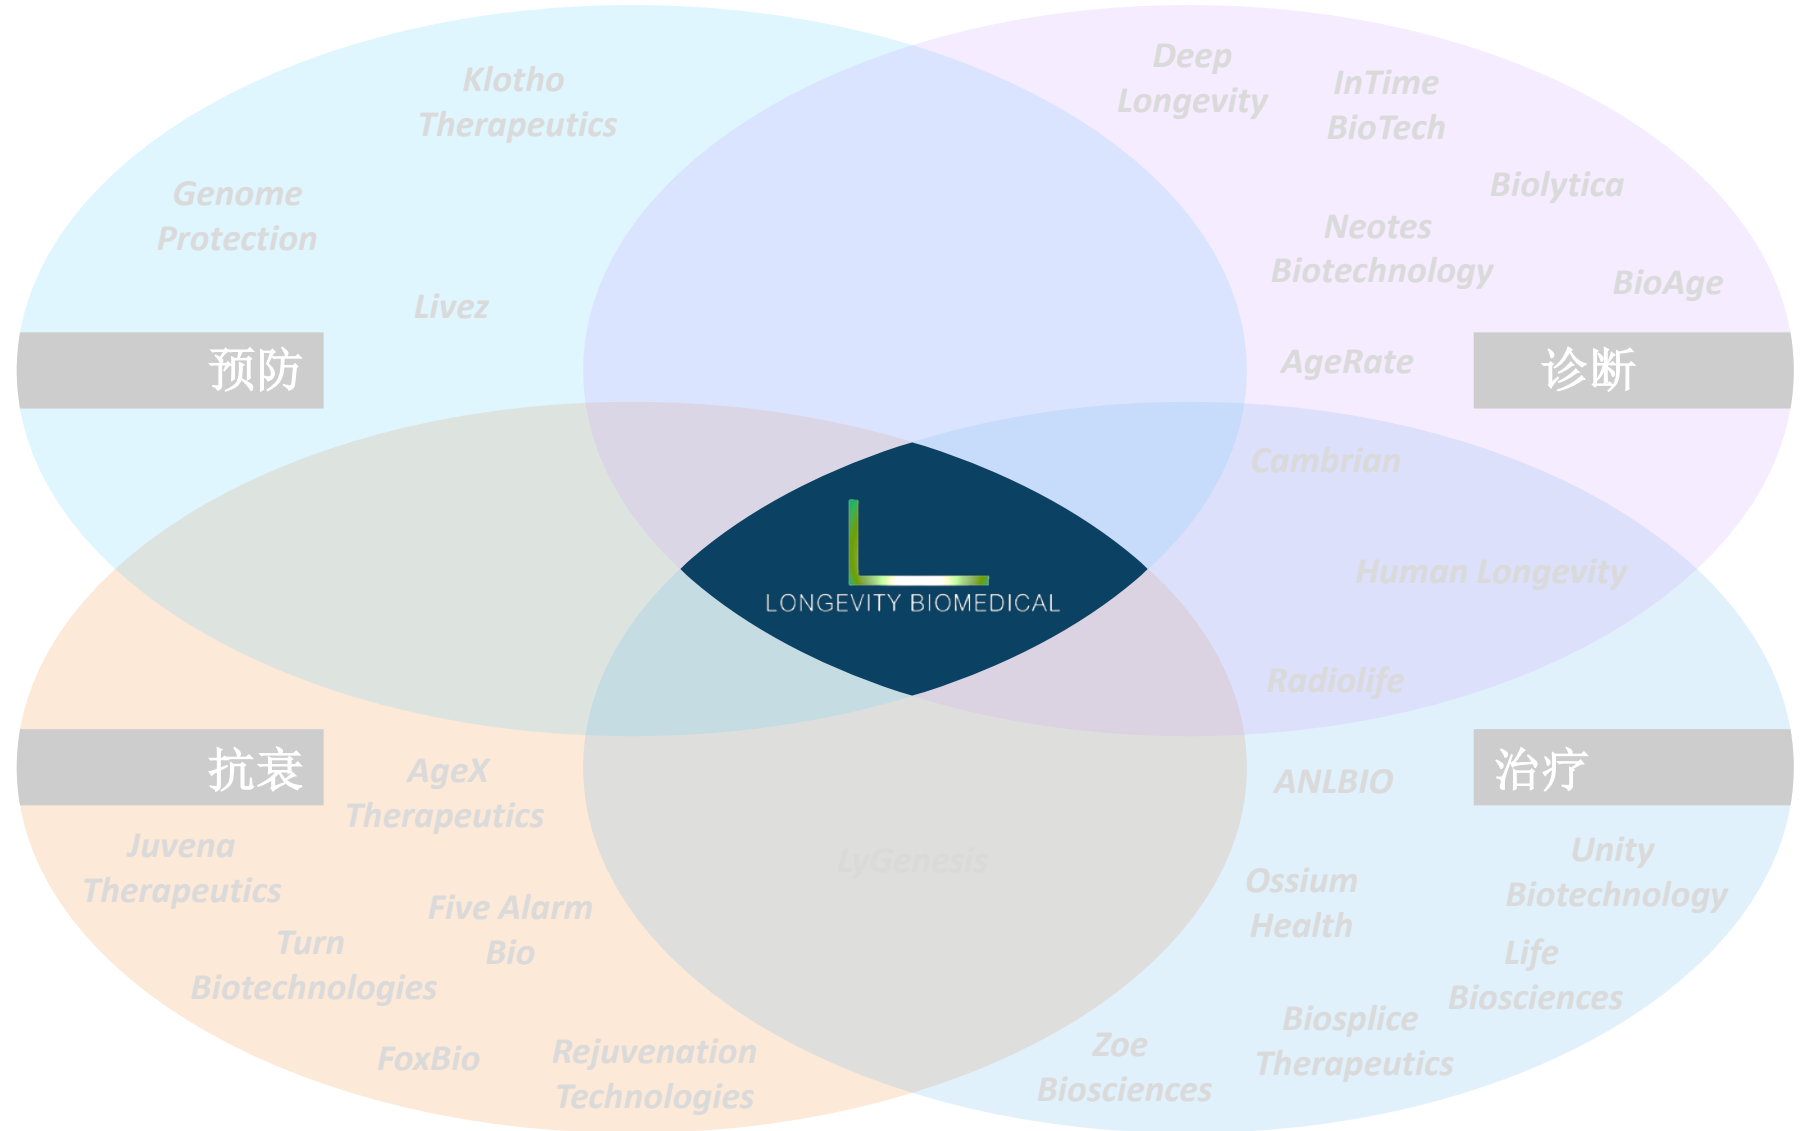 Klotho
Therapeutics
Genome
Protection
Livez
预防
Deep
Longevity
InTime
BioTech
Biolytica
Neotes
Biotechnology
BioAge
AgeRate
诊断
Cambrian
Human Longevity
Radiolife
LONGEVITY BIOMEDICAL
抗衰
AgeX
Therapeutics
Juvena
Therapeutics
Five Alarm
Bio
Turn
Biotechnologies
FoxBio
Rejuvenation
Technologies
LyGenesis
治疗
ANLBIO
Unity
Biotechnology
Ossium
Health
Life
Biosciences
Biosplice
Therapeutics
Zoe
Biosciences